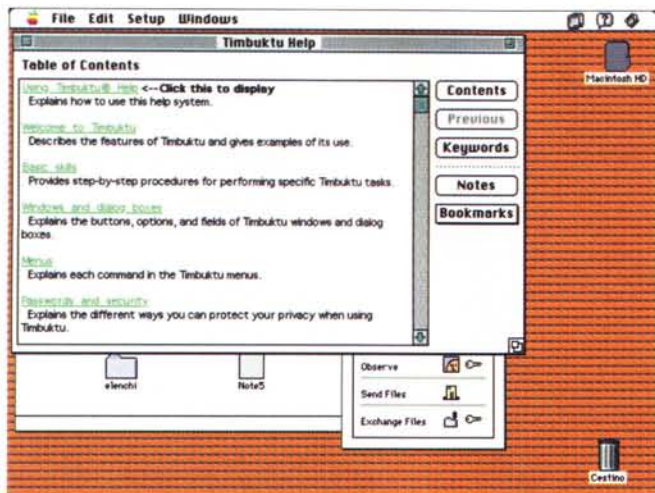 File Edit Setup Windows
Timbuktu Help
Table of Contents
Using Timbuktu® Help <--Click this to display
Explains how to use this help system.
Welcome to Timbuktu
Describes the features of Timbuktu and gives examples of its use.
Basic skills
Provides step-by-step procedures for performing specific Timbuktu tasks.
Windows and dialog boxes
Explains the buttons, options, and fields of Timbuktu windows and dialog
boxes.
Menus
Explains each command in the Timbuktu menus.
Passwords and security
Explains the different ways you can protect your privacy when using
Timbuktu.
Contents
Previous
Keywords
Notes
Bookmarks
Macintosh HD
elenchi
Note5
Observe
Send Files
Exchange Files
Cestino